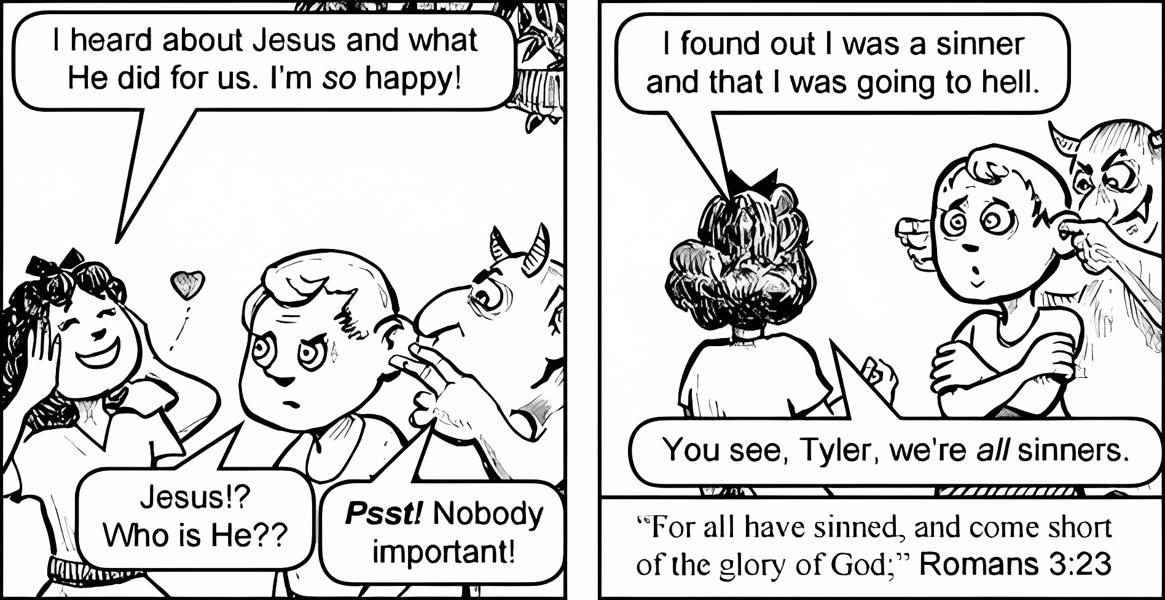 I heard about Jesus and what
He did for us. I'm so happy!
Jesus!?
Who is He??
Psst! Nobody
important!
I found out I was a sinner
and that I was going to hell.
You see, Tyler, we're all sinners.
“For all have sinned, and come short
of the glory of God;” Romans 3:23